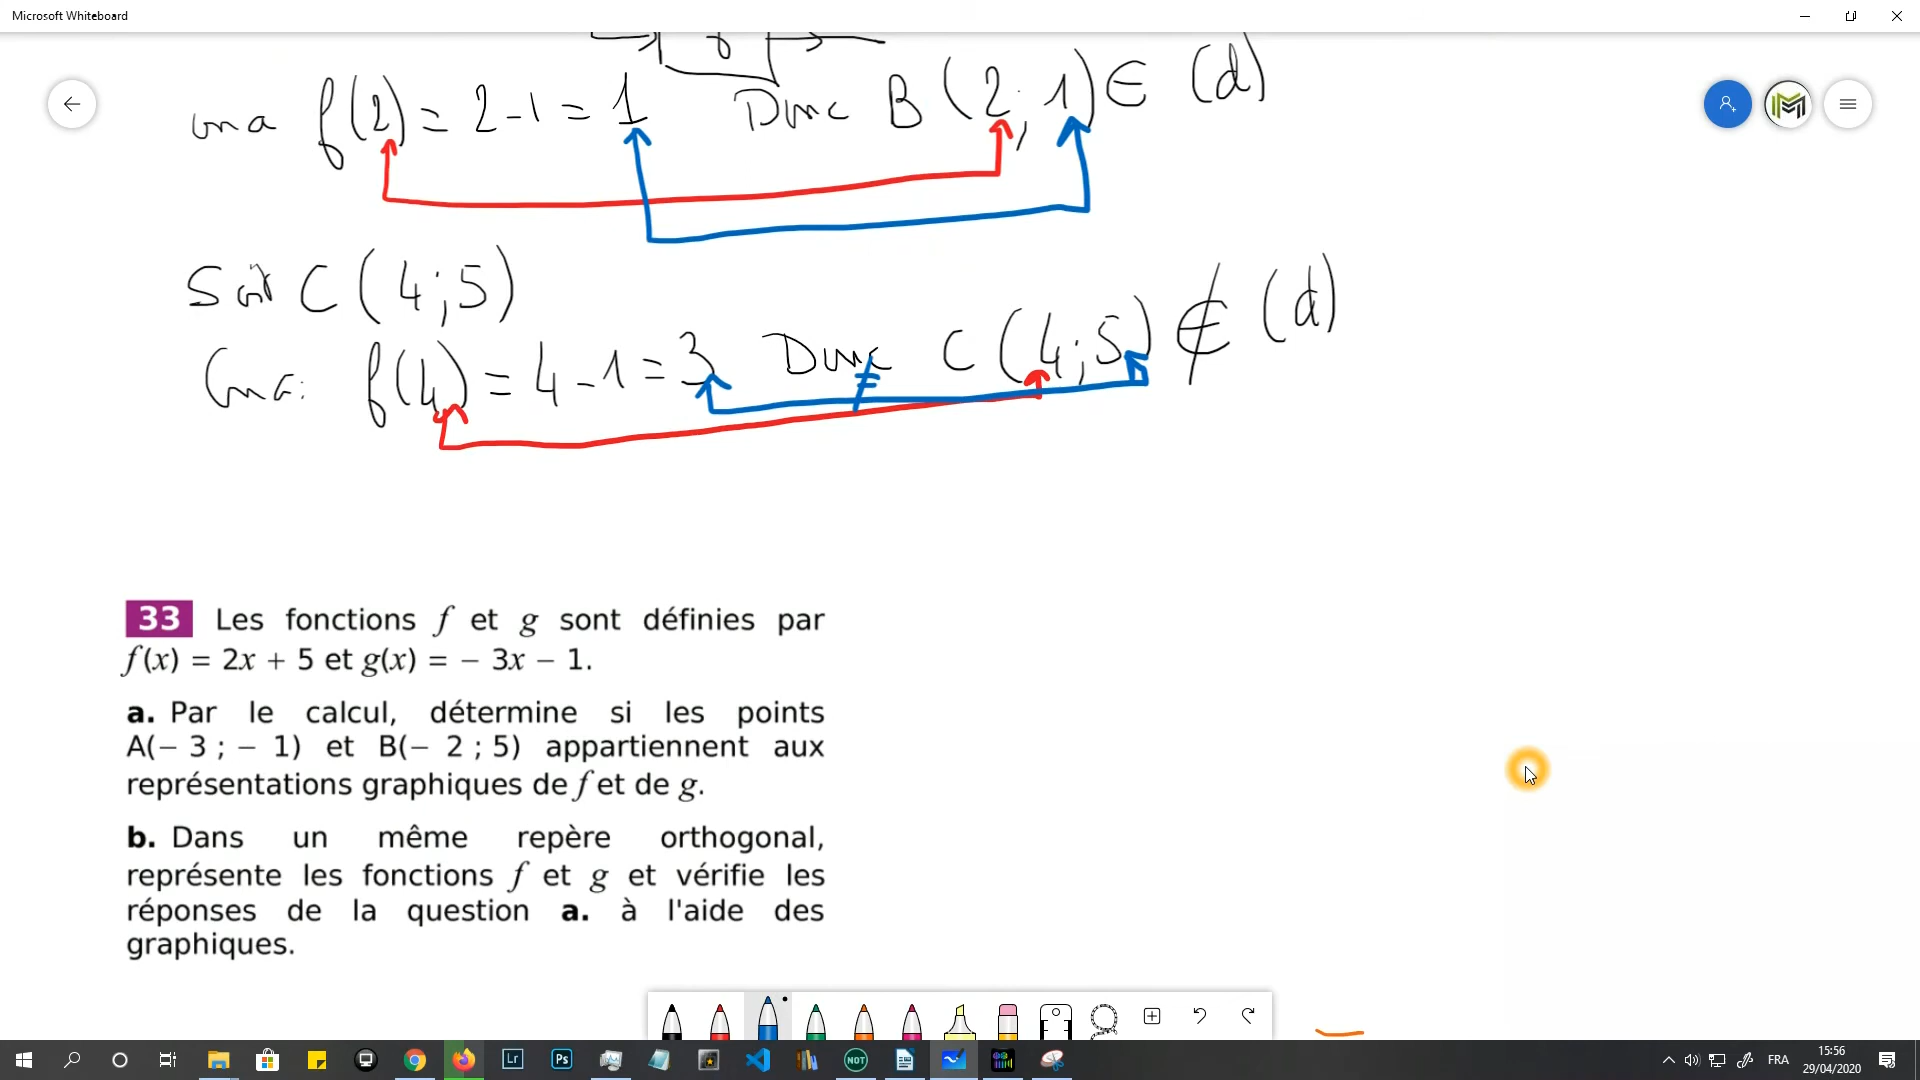 Microsoft Whiteboard
on a f(2) = 2 - 1 = 1 Donc B (2 ; 1) ∈ (d)
Soit C (4 ; 5)
On a : f(4) = 4 - 1 = 3 Donc C (4 ; 5) ∉ (d)
33 Les fonctions f et g sont définies par
f(x) = 2x + 5 et g(x) = – 3x – 1.
a. Par le calcul, détermine si les points
A(– 3 ; – 1) et B(– 2 ; 5) appartiennent aux
représentations graphiques de f et de g.
b. Dans un même repère orthogonal,
représente les fonctions f et g et vérifie les
réponses de la question a. à l'aide des
graphiques.
Lr Ps NOT FRA 15:56
29/04/2020